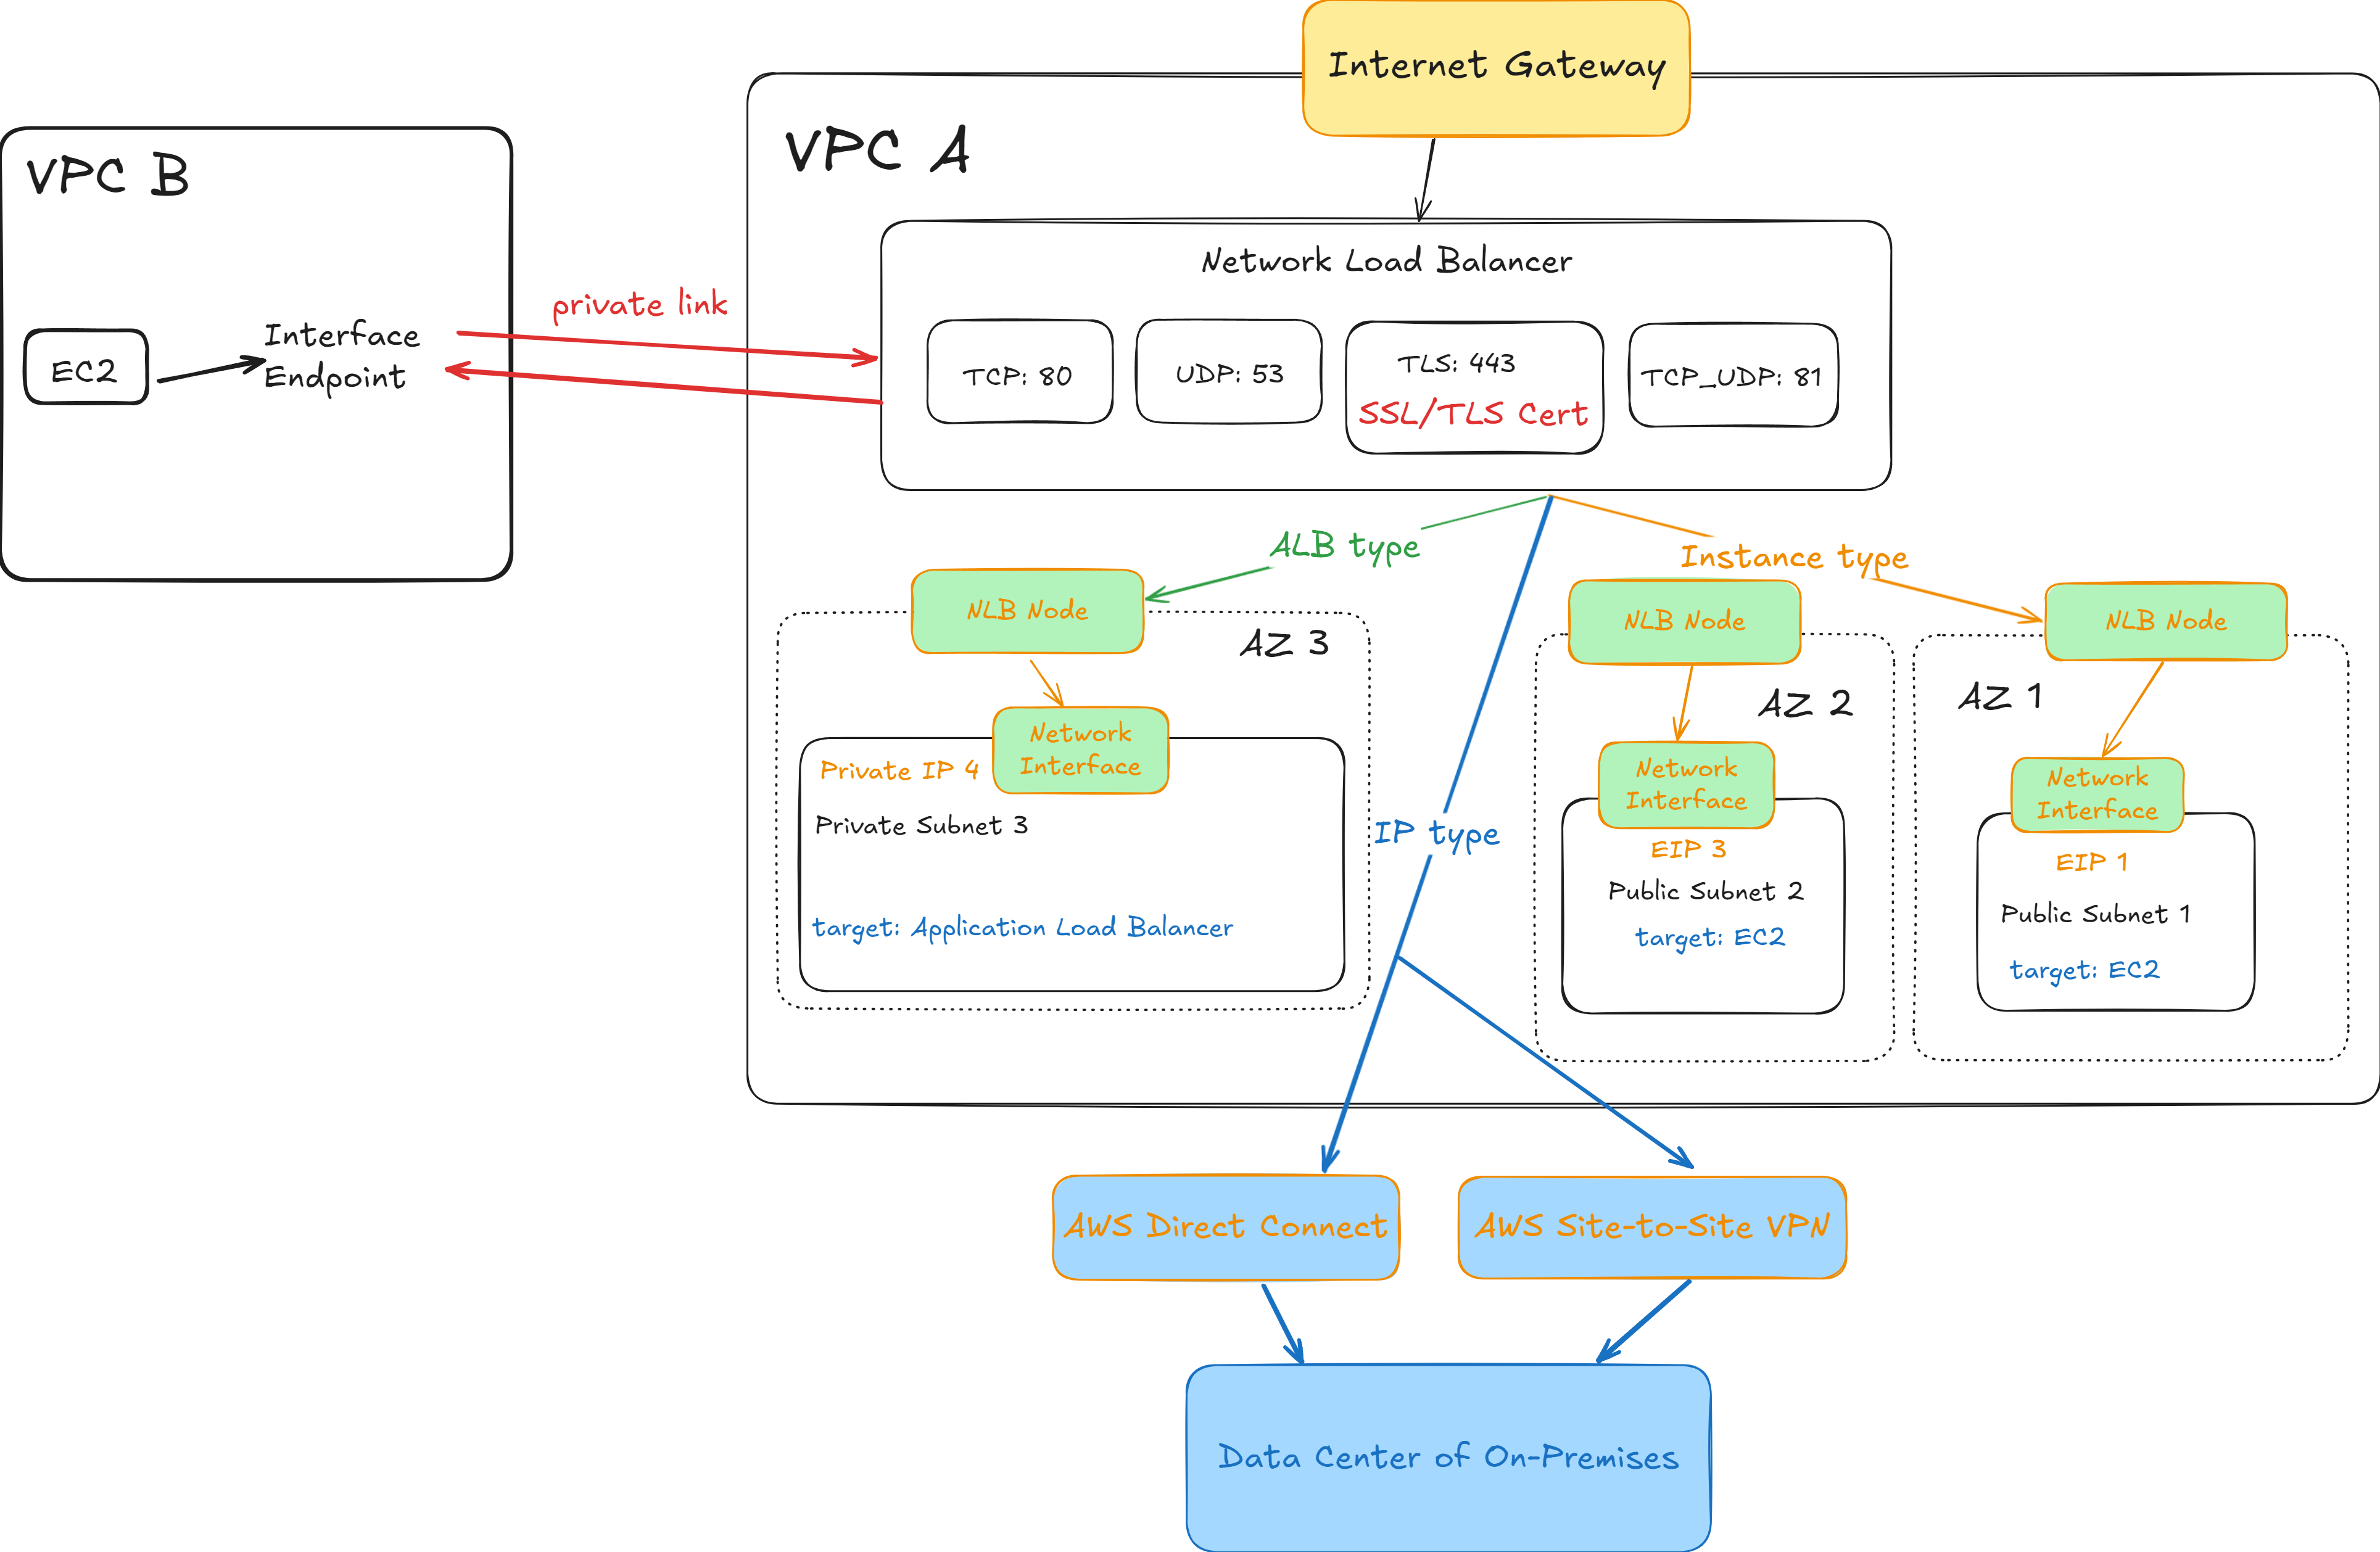 Internet Gateway
VPC A
VPC B
Network Load Balancer
private link
EC2
Interface
Endpoint
TCP: 80
UDP: 53
TLS: 443
SSL/TLS Cert
TCP_UDP: 81
ALB type
Instance type
NLB Node
AZ 3
Network
Interface
Private IP 4
Private Subnet 3
target: Application Load Balancer
IP type
NLB Node
AZ 2
Network
Interface
EIP 3
Public Subnet 2
target: EC2
NLB Node
AZ 1
Network
Interface
EIP 1
Public Subnet 1
target: EC2
AWS Direct Connect
AWS Site-to-Site VPN
Data Center of On-Premises